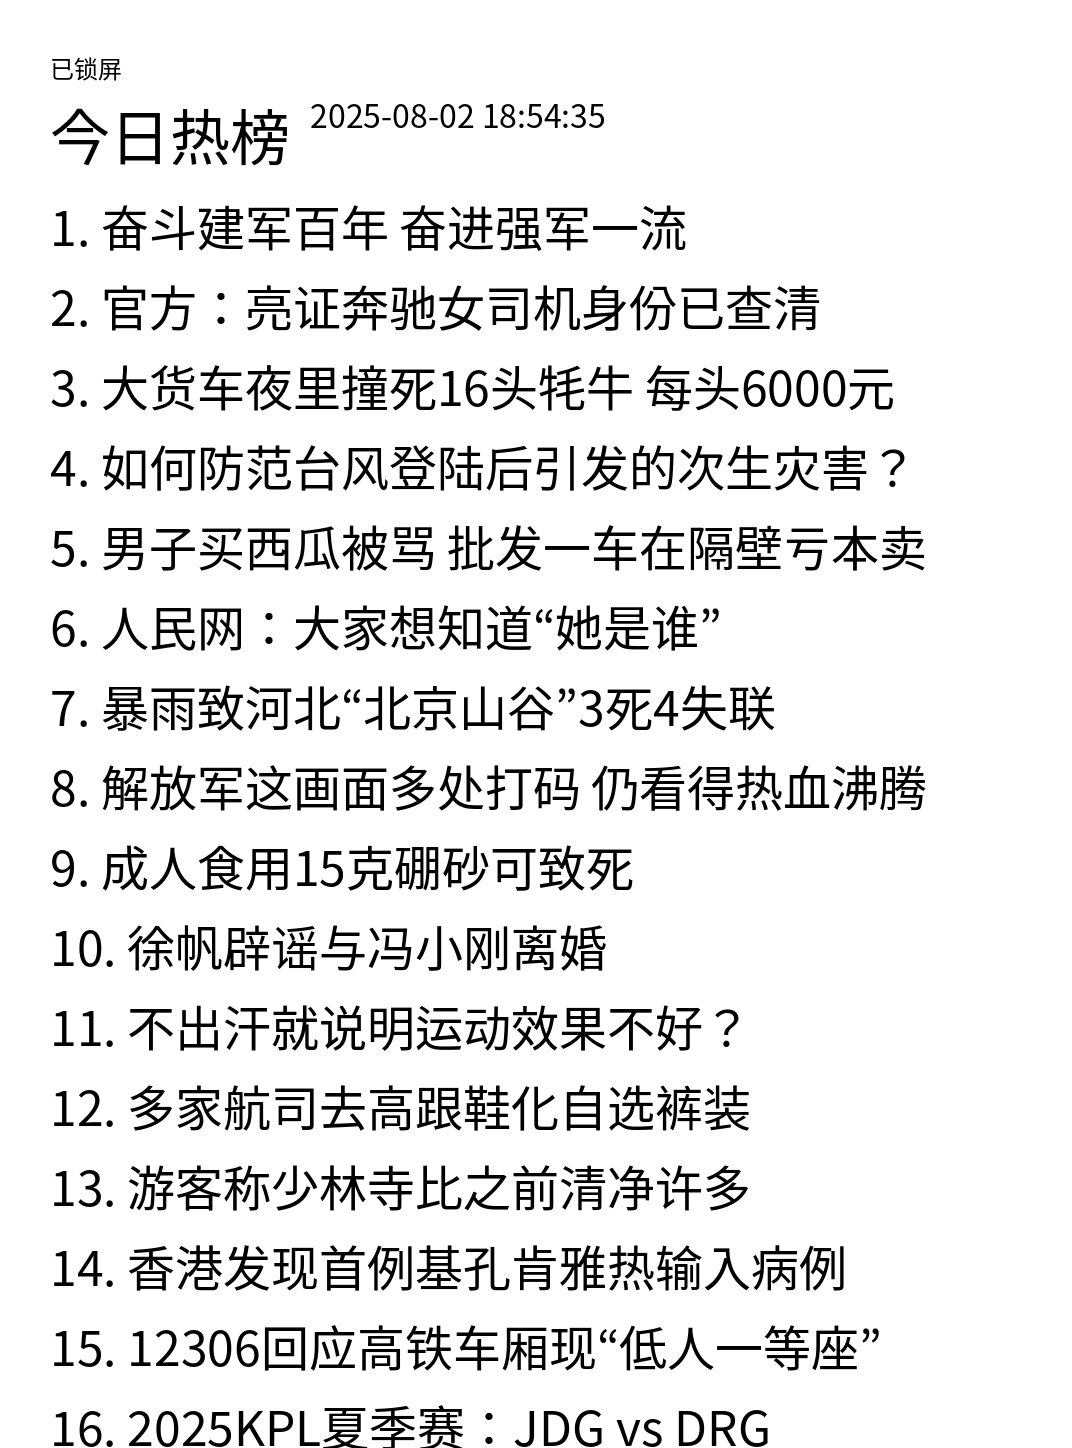 已锁屏
今日热榜 2025-08-02 18:54:35
1. 奋斗建军百年 奋进强军一流
2. 官方：亮证奔驰女司机身份已查清
3. 大货车夜里撞死16头牦牛 每头6000元
4. 如何防范台风登陆后引发的次生灾害？
5. 男子买西瓜被骂 批发一车在隔壁亏本卖
6. 人民网：大家想知道“她是谁”
7. 暴雨致河北“北京山谷”3死4失联
8. 解放军这画面多处打码 仍看得热血沸腾
9. 成人食用15克硼砂可致死
10. 徐帆辟谣与冯小刚离婚
11. 不出汗就说明运动效果不好？
12. 多家航司去高跟鞋化自选裤装
13. 游客称少林寺比之前清净许多
14. 香港发现首例基孔肯雅热输入病例
15. 12306回应高铁车厢现“低人一等座”
16. 2025KPL夏季赛：JDG vs DRG